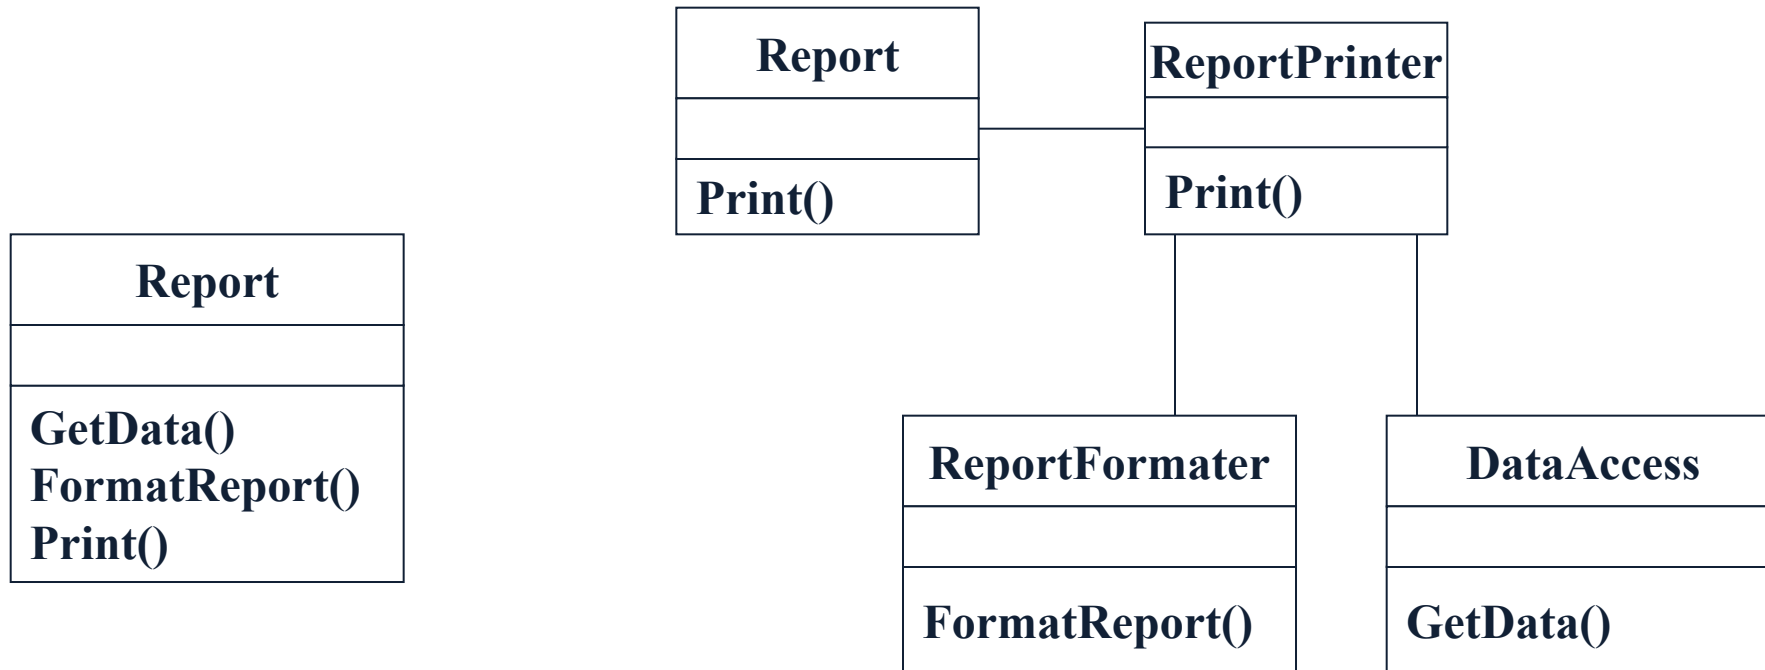 Report
GetData()
FormatReport()
Print()
Report
Print()
ReportPrinter
Print()
ReportFormater
FormatReport()
DataAccess
GetData()